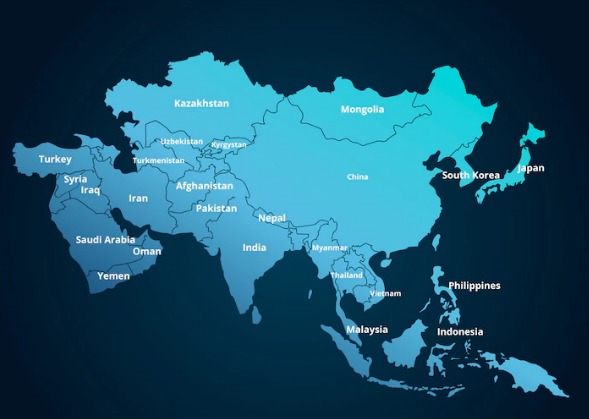 Kazakhstan
Mongolia
Uzbekistan
Kyrgystan
Turkey
Turkmenistan
Japan
Syria
Iraq
Iran
Afghanistan
China
South Korea
Pakistan
Nepal
Saudi Arabia
Oman
India
Myanmar
Yemen
Thailand
Philippines
Vietnam
Malaysia
Indonesia